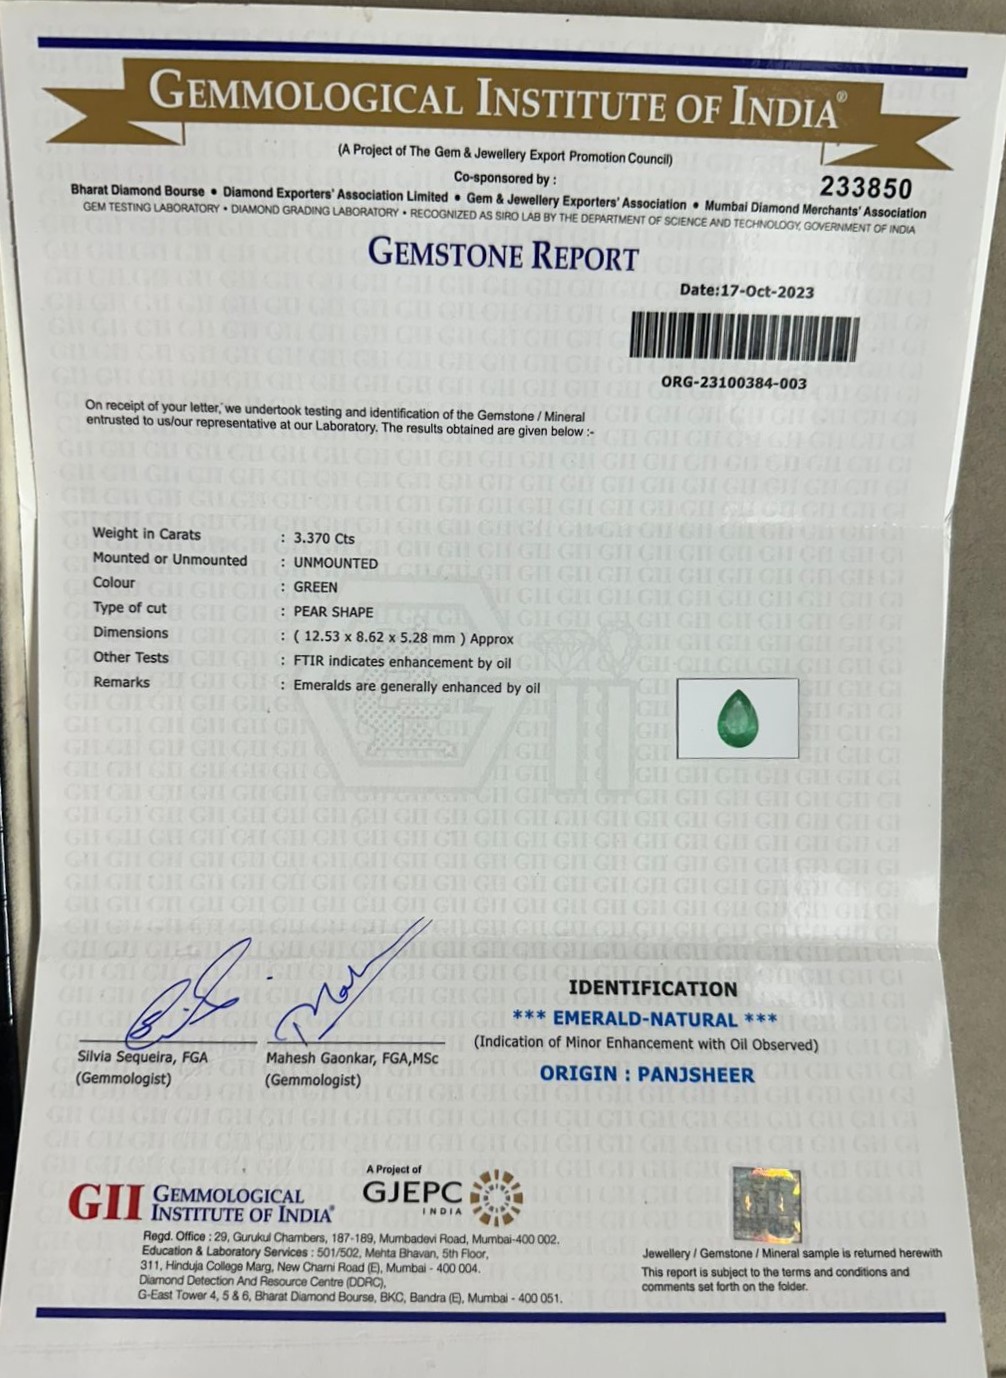 GEMMOLOGICAL INSTITUTE OF INDIA®
(A Project of The Gem & Jewellery Export Promotion Council)
Co-sponsored by :
233850
Bharat Diamond Bourse • Diamond Exporters' Association Limited • Gem & Jewellery Exporters' Association • Mumbai Diamond Merchants' Association
GEM TESTING LABORATORY • DIAMOND GRADING LABORATORY • RECOGNIZED AS SIRO LAB BY THE DEPARTMENT OF SCIENCE AND TECHNOLOGY, GOVERNMENT OF INDIA
GEMSTONE REPORT
Date:17-Oct-2023
ORG-23100384-003
On receipt of your letter, we undertook testing and identification of the Gemstone / Mineral
entrusted to us/our representative at our Laboratory. The results obtained are given below :-
Weight in Carats : 3.370 Cts
Mounted or Unmounted : UNMOUNTED
Colour : GREEN
Type of cut : PEAR SHAPE
Dimensions : ( 12.53 x 8.62 x 5.28 mm ) Approx
Other Tests : FTIR indicates enhancement by oil
Remarks : Emeralds are generally enhanced by oil
IDENTIFICATION
*** EMERALD-NATURAL ***
(Indication of Minor Enhancement with Oil Observed)
ORIGIN : PANJSHEER
Silvia Sequeira, FGA
(Gemmologist)
Mahesh Gaonkar, FGA,MSc
(Gemmologist)
GII GEMMOLOGICAL
INSTITUTE OF INDIA®
A Project of
GJEPC
INDIA
Regd. Office : 29, Gurukul Chambers, 187-189, Mumbadevi Road, Mumbai-400 002.
Education & Laboratory Services : 501/502, Mehta Bhavan, 5th Floor,
311, Hinduja College Marg, New Charni Road (E), Mumbai - 400 004.
Diamond Detection And Resource Centre (DDRC),
G-East Tower 4, 5 & 6, Bharat Diamond Bourse, BKC, Bandra (E), Mumbai - 400 051.
Jewellery / Gemstone / Mineral sample is returned herewith
This report is subject to the terms and conditions and
comments set forth on the folder.